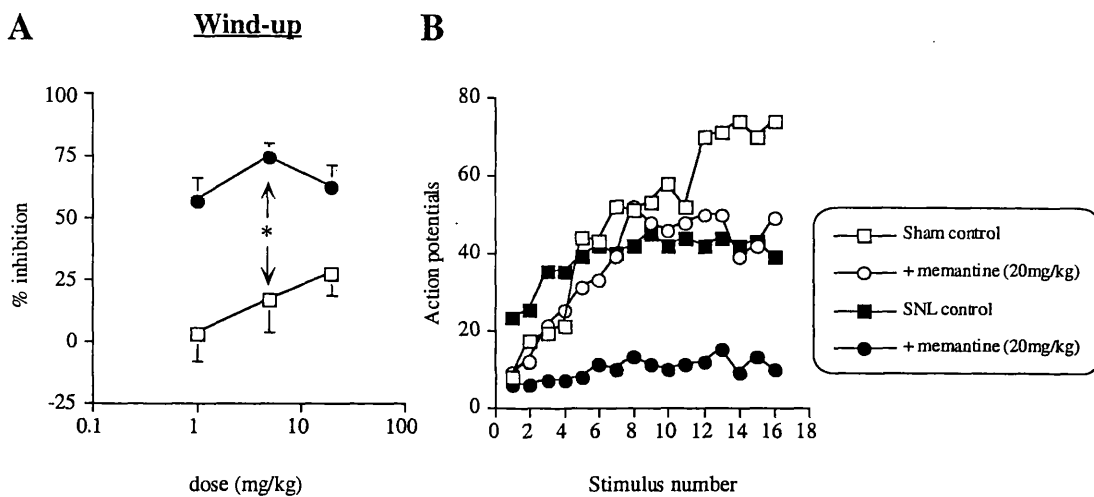 A
Wind-up
B
100
75
50
25
0
-25
% inhibition
*
0.1
1
10
100
dose (mg/kg)
80
60
40
20
0
Action potentials
0
2
4
6
8
10
12
14
16
18
Stimulus number
Sham control
+ memantine (20mg/kg)
SNL control
+ memantine (20mg/kg)